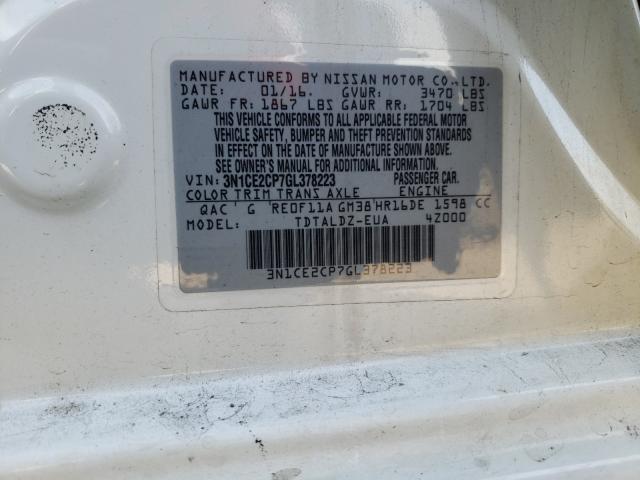 MANUFACTURED BY NISSAN MOTOR CO.,LTD.
DATE: 01/16. GVWR: 3470 LBS
GAWR FR: 1867 LBS GAWR RR: 1704 LBS
THIS VEHICLE CONFORMS TO ALL APPLICABLE FEDERAL MOTOR
VEHICLE SAFETY, BUMPER AND THEFT PREVENTION STANDARDS
IN EFFECT ON THE DATE OF MANUFACTURE SHOWN ABOVE.
SEE OWNER'S MANUAL FOR ADDITIONAL INFORMATION.
VIN: 3N1CE2CP7GL378223 PASSENGER CAR.
COLOR TRIM TRANS AXLE ENGINE
QAC G RE0F11A GM38 HR16DE 1598 CC
MODEL: TDTALDZ-EUA 4Z000
3N1CE2CP7GL378223